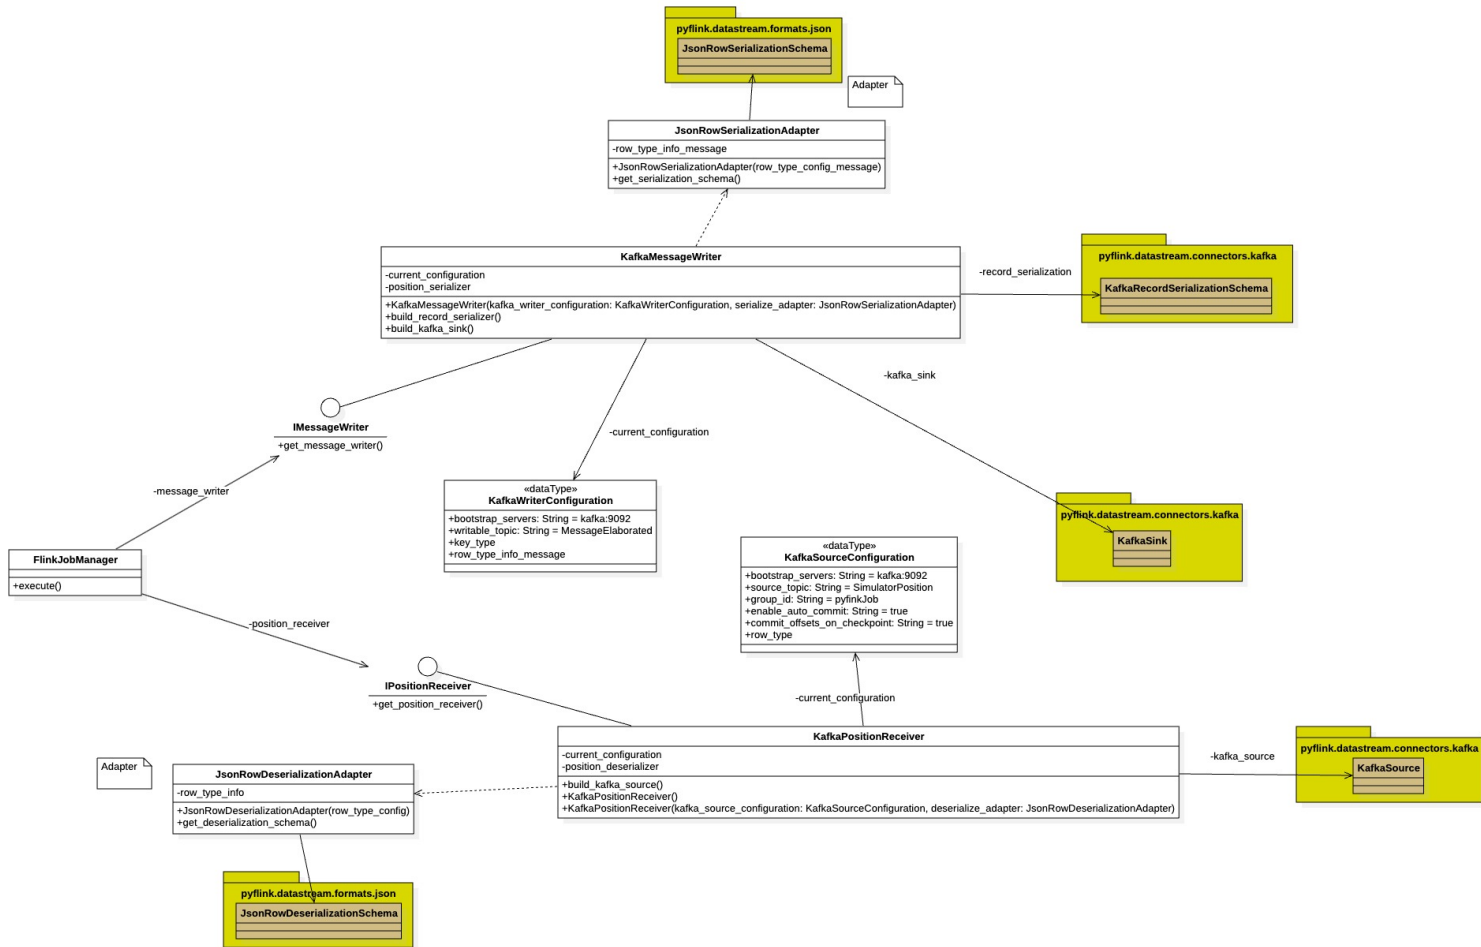 pyflink.datastream.formats.json
JsonRowSerializationSchema
Adapter
JsonRowSerializationAdapter
-row_type_info_message
+JsonRowSerializationAdapter(row_type_config_message)
+get_serialization_schema()
KafkaMessageWriter
-current_configuration
-position_serializer
+KafkaMessageWriter(kafka_writer_configuration: KafkaWriterConfiguration, serialize_adapter: JsonRowSerializationAdapter)
+build_record_serializer()
+build_kafka_sink()
-record_serialization
pyflink.datastream.connectors.kafka
KafkaRecordSerializationSchema
-kafka_sink
IMessageWriter
+get_message_writer()
-current_configuration
-message_writer
«dataType»
KafkaWriterConfiguration
+bootstrap_servers: String = kafka:9092
+writable_topic: String = MessageElaborated
+key_type
+row_type_info_message
pyflink.datastream.connectors.kafka
KafkaSink
FlinkJobManager
+execute()
«dataType»
KafkaSourceConfiguration
+bootstrap_servers: String = kafka:9092
+source_topic: String = SimulatorPosition
+group_id: String = pyfinkJob
+enable_auto_commit: String = true
+commit_offsets_on_checkpoint: String = true
+row_type
-position_receiver
IPositionReceiver
+get_position_receiver()
-current_configuration
KafkaPositionReceiver
-current_configuration
-position_deserializer
+build_kafka_source()
+KafkaPositionReceiver()
+KafkaPositionReceiver(kafka_source_configuration: KafkaSourceConfiguration, deserialize_adapter: JsonRowDeserializationAdapter)
-kafka_source
pyflink.datastream.connectors.kafka
KafkaSource
Adapter
JsonRowDeserializationAdapter
-row_type_info
+JsonRowDeserializationAdapter(row_type_config)
+get_deserialization_schema()
pyflink.datastream.formats.json
JsonRowDeserializationSchema